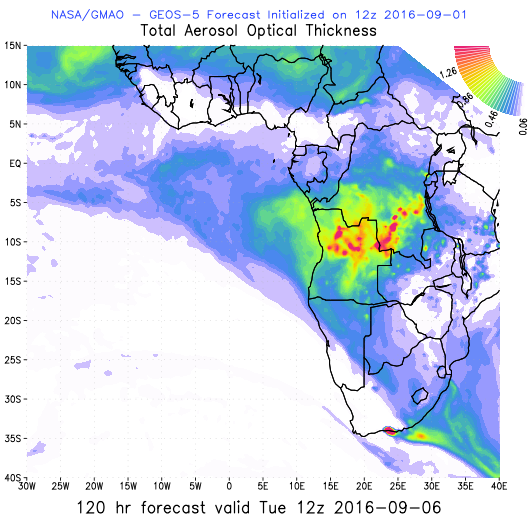 NASA/GMAO - GEOS-5 Forecast Initialized on 12z 2016-09-01
Total Aerosol Optical Thickness
15N
10N
5N
EQ
5S
10S
15S
20S
25S
30S
35S
40S
30W 25W 20W 15W 10W 5W 0 5E 10E 15E 20E 25E 30E 35E 40E
1.26
0.86
0.46
0.06
120 hr forecast valid Tue 12z 2016-09-06